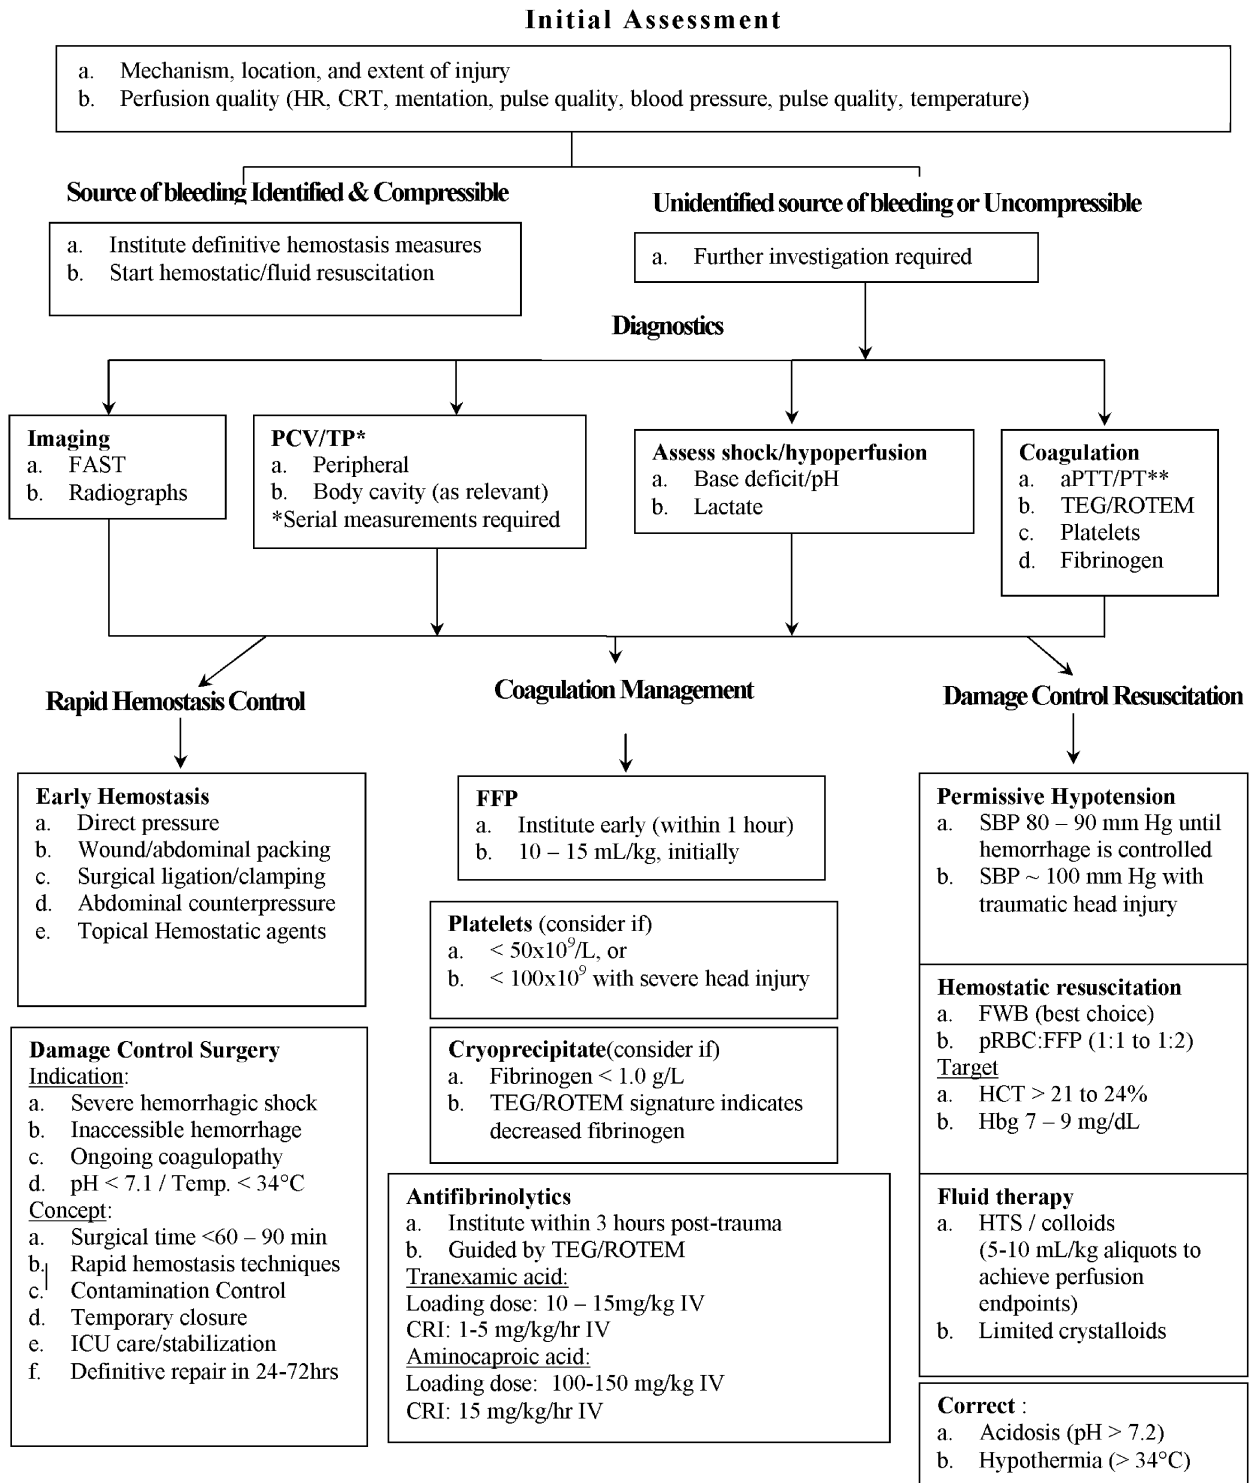 Initial Assessment
a. Mechanism, location, and extent of injury
b. Perfusion quality (HR, CRT, mentation, pulse quality, blood pressure, pulse quality, temperature)
Source of bleeding Identified & Compressible
a. Institute definitive hemostasis measures
b. Start hemostatic/fluid resuscitation
Unidentified source of bleeding or Uncompressible
a. Further investigation required
Diagnostics
Imaging
a. FAST
b. Radiographs
PCV/TP*
a. Peripheral
b. Body cavity (as relevant)
*Serial measurements required
Assess shock/hypoperfusion
a. Base deficit/pH
b. Lactate
Coagulation
a. aPTT/PT**
b. TEG/ROTEM
c. Platelets
d. Fibrinogen
Rapid Hemostasis Control
Early Hemostasis
a. Direct pressure
b. Wound/abdominal packing
c. Surgical ligation/clamping
d. Abdominal counterpressure
e. Topical Hemostatic agents
Damage Control Surgery
Indication:
a. Severe hemorrhagic shock
b. Inaccessible hemorrhage
c. Ongoing coagulopathy
d. pH < 7.1 / Temp. < 34°C
Concept:
a. Surgical time <60 – 90 min
b. Rapid hemostasis techniques
c. Contamination Control
d. Temporary closure
e. ICU care/stabilization
f. Definitive repair in 24-72hrs
Coagulation Management
FFP
a. Institute early (within 1 hour)
b. 10 – 15 mL/kg, initially
Platelets (consider if)
a. < 50x10⁹/L, or
b. < 100x10⁹ with severe head injury
Cryoprecipitate(consider if)
a. Fibrinogen < 1.0 g/L
b. TEG/ROTEM signature indicates
decreased fibrinogen
Antifibrinolytics
a. Institute within 3 hours post-trauma
b. Guided by TEG/ROTEM
Tranexamic acid:
Loading dose: 10 – 15mg/kg IV
CRI: 1-5 mg/kg/hr IV
Aminocaproic acid:
Loading dose: 100-150 mg/kg IV
CRI: 15 mg/kg/hr IV
Damage Control Resuscitation
Permissive Hypotension
a. SBP 80 – 90 mm Hg until
hemorrhage is controlled
b. SBP ~ 100 mm Hg with
traumatic head injury
Hemostatic resuscitation
a. FWB (best choice)
b. pRBC:FFP (1:1 to 1:2)
Target
a. HCT > 21 to 24%
b. Hbg 7 – 9 mg/dL
Fluid therapy
a. HTS / colloids
(5-10 mL/kg aliquots to
achieve perfusion
endpoints)
b. Limited crystalloids
Correct :
a. Acidosis (pH > 7.2)
b. Hypothermia (> 34°C)